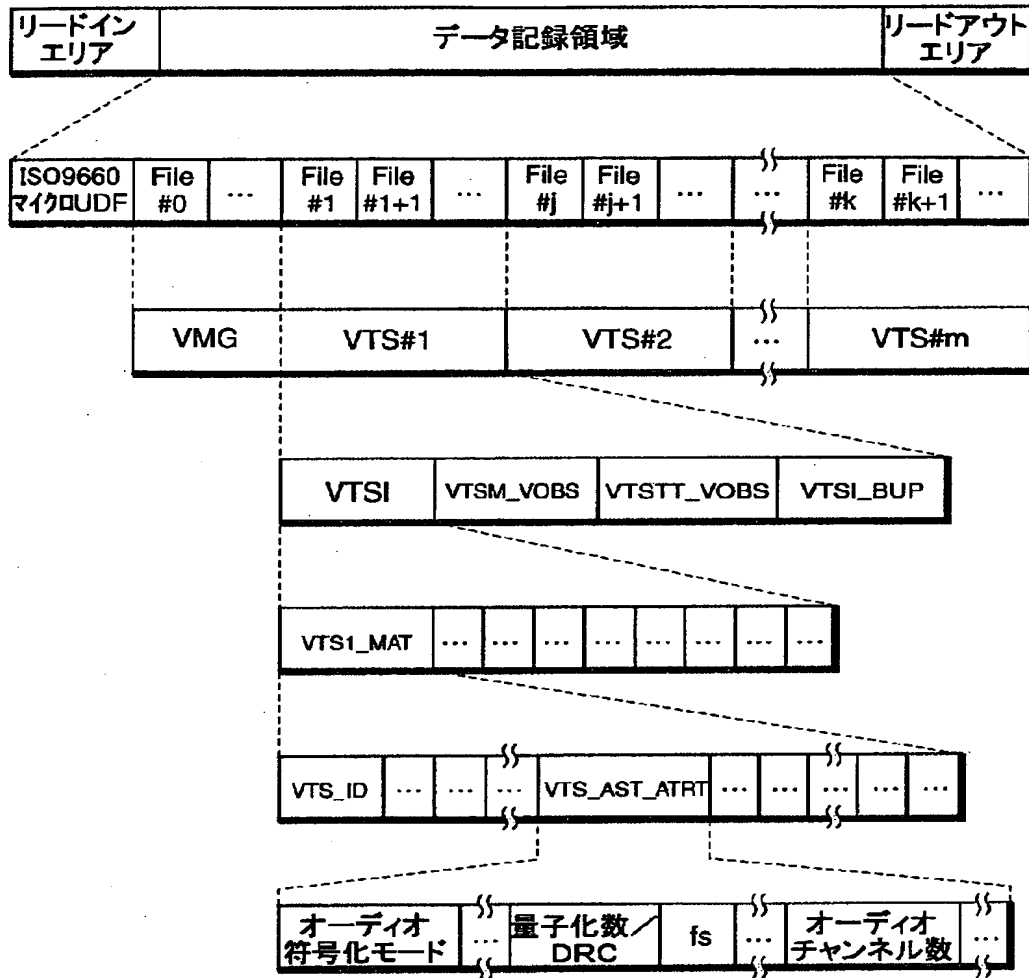 リードイン
エリア
データ記録領域
リードアウト
エリア
ISO9660
マイクロUDF
File
#0
...
File
#1
File
#1+1
...
File
#j
File
#j+1
...
...
File
#k
File
#k+1
...
VMG
VTS#1
VTS#2
...
VTS#m
VTSI
VTSM_VOBS
VTSTT_VOBS
VTSI_BUP
VTS1_MAT
...
...
...
...
...
...
...
...
VTS_ID
...
...
...
VTS_AST_ATRT
...
...
...
...
...
オーディオ
符号化モード
...
量子化数／
DRC
fs
...
オーディオ
チャンネル数
...